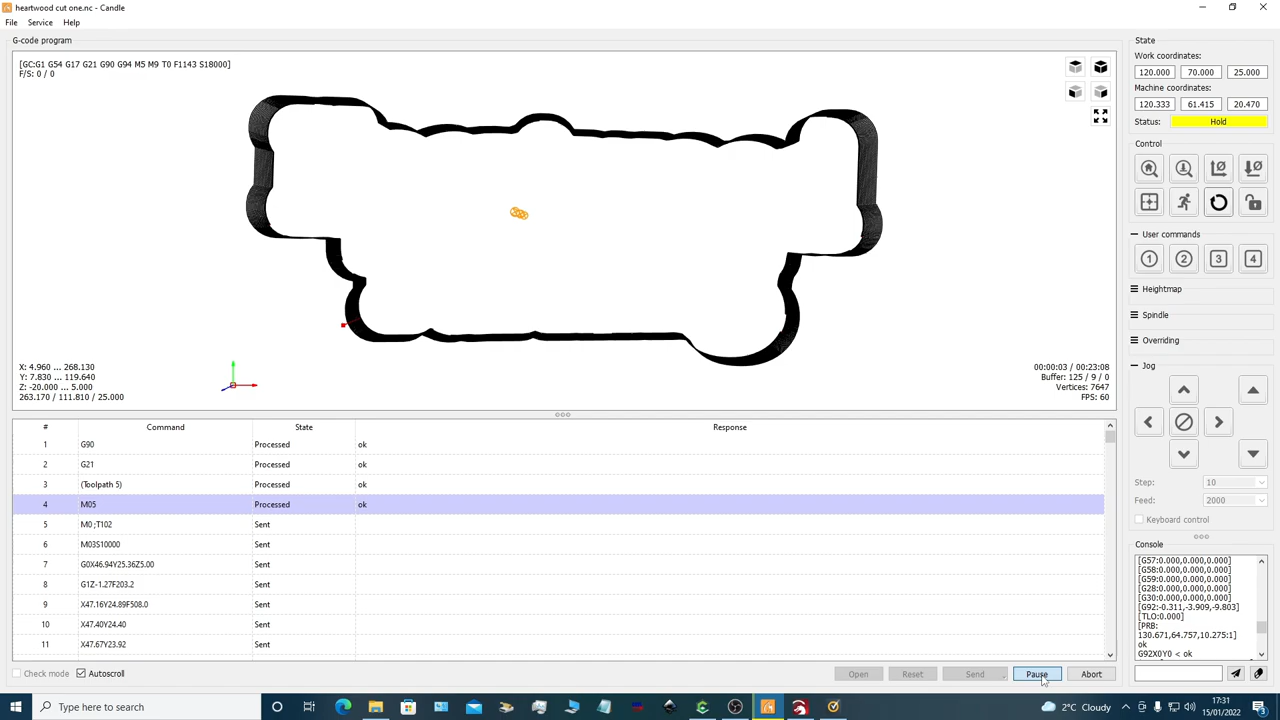 heartwood cut one.nc - Candle
File Service Help
G-code program
[GC:G1 G54 G17 G21 G90 G94 M5 M9 T0 F1143 S18000]
F/S: 0 / 0
X: 4.960 ... 268.130
Y: 7.830 ... 119.640
Z: -20.000 ... 5.000
263.170 / 111.810 / 25.000
00:00:03 / 00:23:08
Buffer: 125 / 9 / 0
Vertices: 7647
FPS: 60
# Command State Response
1 G90 Processed ok
2 G21 Processed ok
3 (Toolpath 5) Processed ok
4 M05 Processed ok
5 M0 ;T102 Sent
6 M03S10000 Sent
7 G0X46.94Y25.36Z5.00 Sent
8 G1Z-1.27F203.2 Sent
9 X47.16Y24.89F508.0 Sent
10 X47.40Y24.40 Sent
11 X47.67Y23.92 Sent
Check mode Autoscroll
Open Reset Send Pause Abort
State
Work coordinates:
120.000 70.000 25.000
Machine coordinates:
120.333 61.415 20.470
Status: Hold
Control
User commands
1 2 3 4
Heightmap
Spindle
Overriding
Jog
Step: 10
Feed: 2000
Keyboard control
Console
[G57:0.000,0.000,0.000]
[G58:0.000,0.000,0.000]
[G59:0.000,0.000,0.000]
[G28:0.000,0.000,0.000]
[G30:0.000,0.000,0.000]
[G92:-0.311,-3.909,-9.803]
[TLO:0.000]
[PRB:
130.671,64.757,10.275:1]
ok
G92X0Y0 < ok
Type here to search
2°C Cloudy
17:31
15/01/2022
3